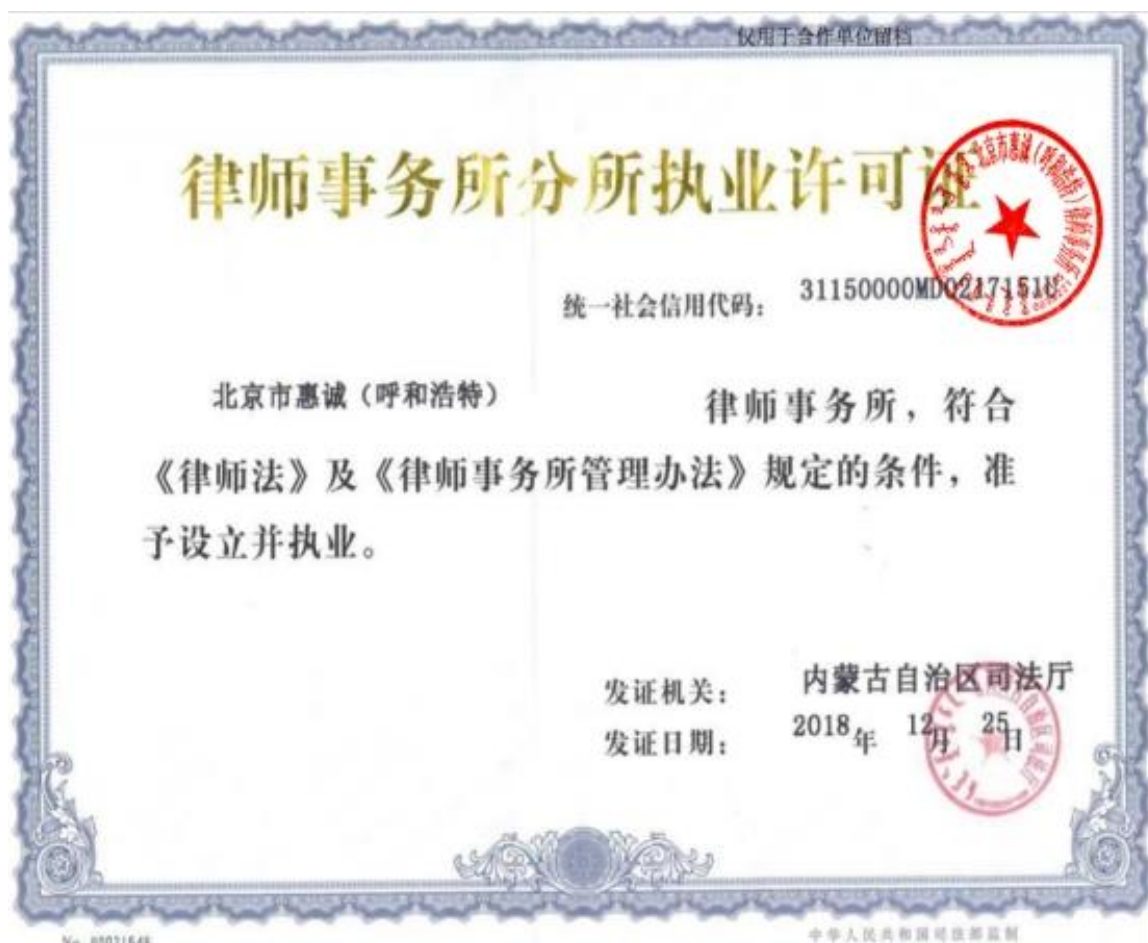 仅用于合作单位留档
律师事务所分所执业许可证
统一社会信用代码: 31150000MD0217151U
北京市惠诚(呼和浩特) 律师事务所, 符合
《律师法》及《律师事务所管理办法》规定的条件, 准
予设立并执业。
发证机关: 内蒙古自治区司法厅
发证日期: 2018年 12月 25日
中华人民共和国司法部监制